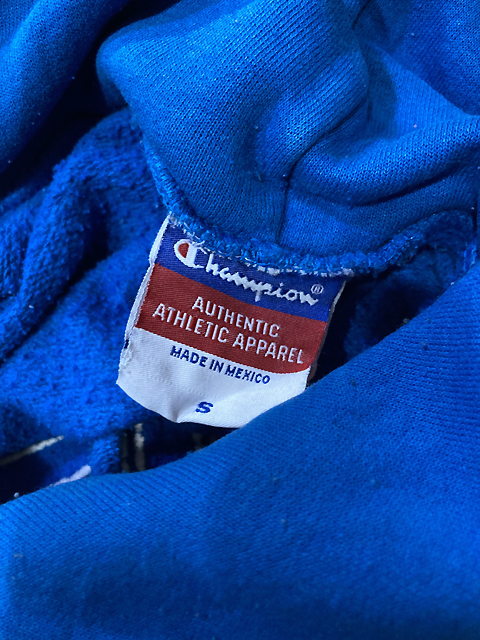 Champion®
AUTHENTIC
ATHLETIC APPAREL
MADE IN MEXICO
S